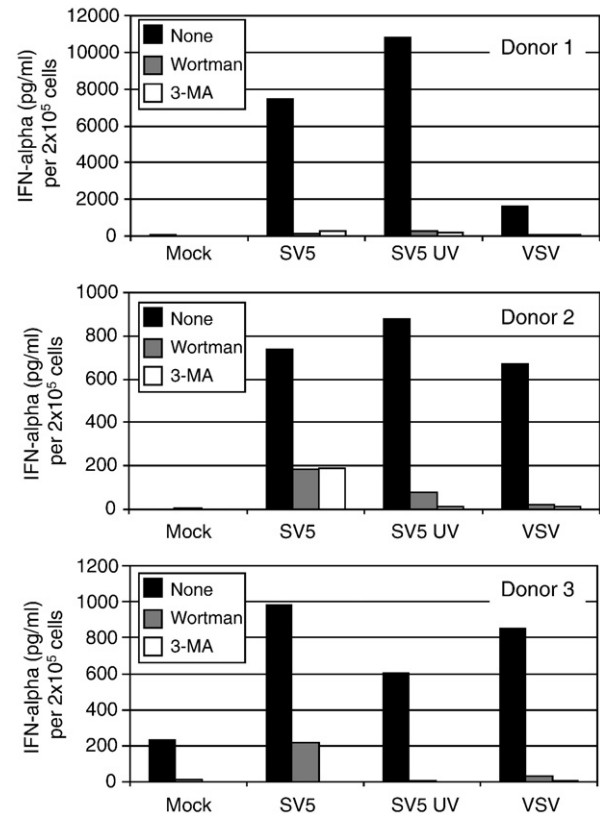 IFN-alpha (pg/ml)
per 2x10⁵ cells
12000
10000
8000
6000
4000
2000
0
None
Wortman
3-MA
Donor 1
Mock
SV5
SV5 UV
VSV
IFN-alpha (pg/ml)
per 2x10⁵ cells
1000
800
600
400
200
0
None
Wortman
3-MA
Donor 2
Mock
SV5
SV5 UV
VSV
IFN-alpha (pg/ml)
per 2x10⁵ cells
1200
1000
800
600
400
200
0
None
Wortman
3-MA
Donor 3
Mock
SV5
SV5 UV
VSV